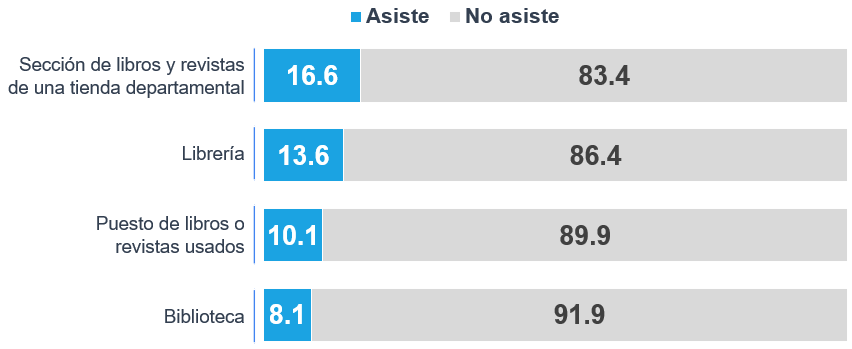 Asiste No asiste
Sección de libros y revistas
de una tienda departamental
16.6 83.4
Librería
13.6 86.4
Puesto de libros o
revistas usados
10.1 89.9
Biblioteca
8.1 91.9